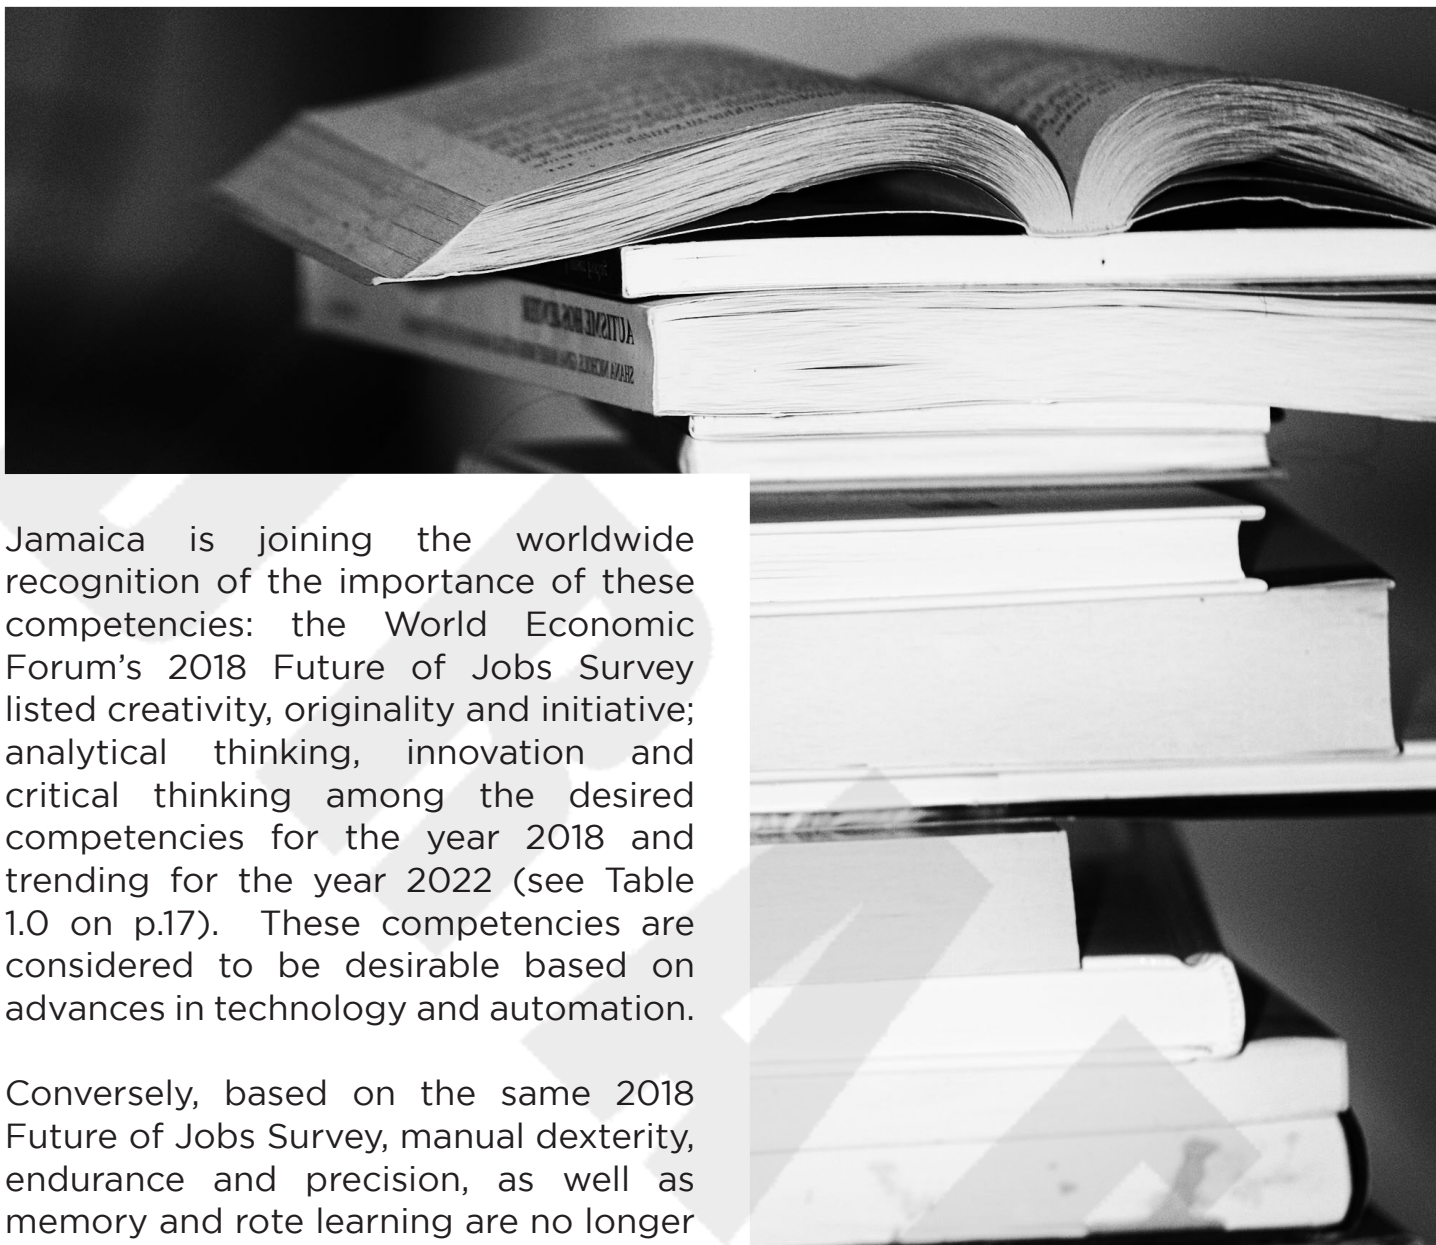 AUTISME BIJ
SHANA NICHOLS
Jamaica is joining the worldwide
recognition of the importance of these
competencies: the World Economic
Forum's 2018 Future of Jobs Survey
listed creativity, originality and initiative;
analytical thinking, innovation and
critical thinking among the desired
competencies for the year 2018 and
trending for the year 2022 (see Table
1.0 on p.17).  These competencies are
considered to be desirable based on
advances in technology and automation.
Conversely, based on the same 2018
Future of Jobs Survey, manual dexterity,
endurance and precision, as well as
memory and rote learning are no longer